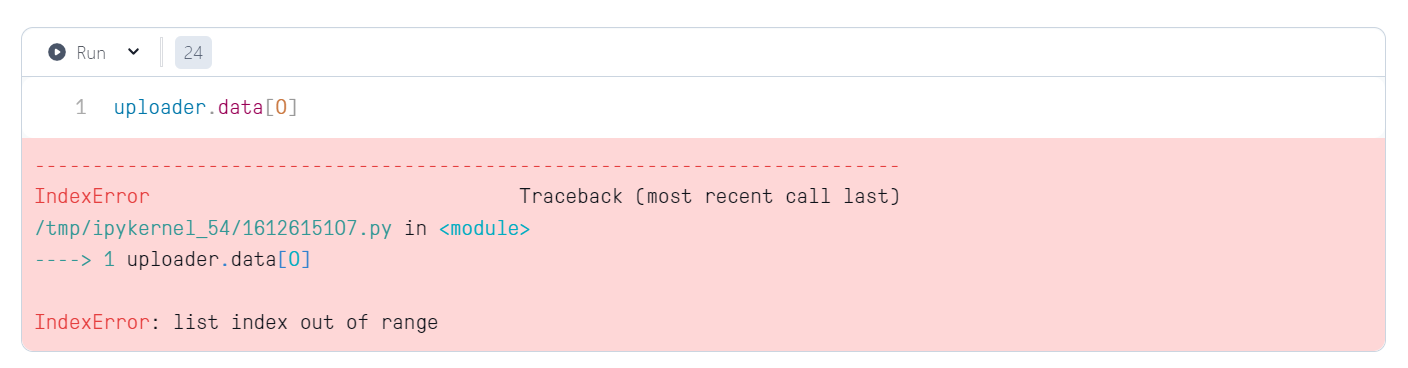 Run 24
1 uploader.data[0]
---------------------------------------------------------------------------
IndexError                                Traceback (most recent call last)
/tmp/ipykernel_54/1612615107.py in <module>
----> 1 uploader.data[0]
IndexError: list index out of range